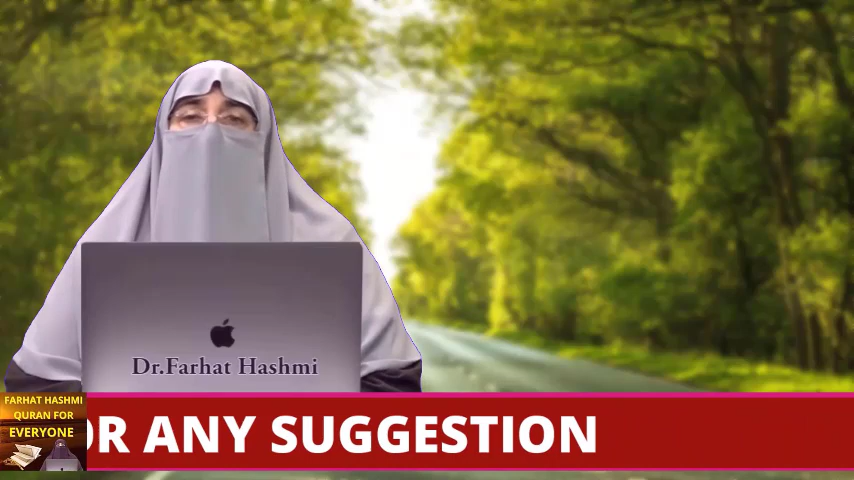 Dr.Farhat Hashmi
FARHAT HASHMI
QURAN FOR
EVERYONE
OR ANY SUGGESTION